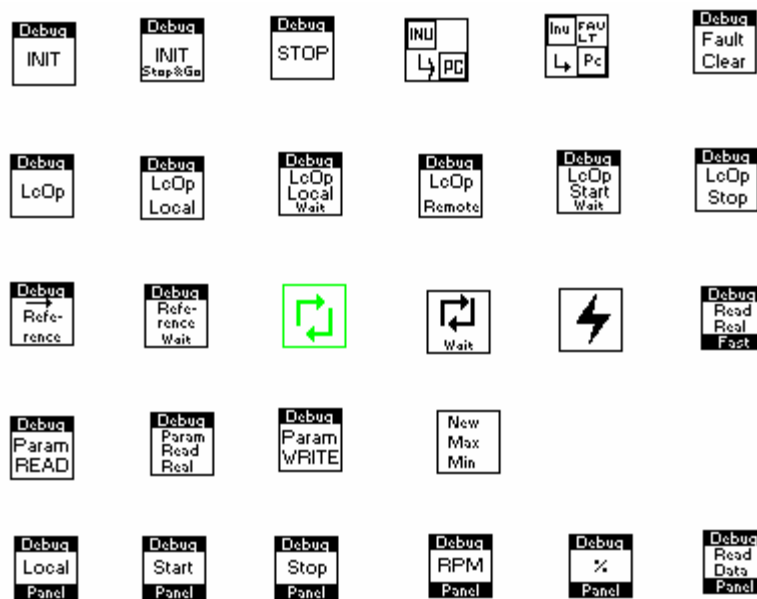 Debug
INIT
Debug
INIT
Stop&Go
Debug
STOP
INU
PC
Inu
FAU
LT
Pc
Debug
Fault
Clear
Debug
LcOp
Debug
LcOp
Local
Debug
LcOp
Local
Wait
Debug
LcOp
Remote
Debug
LcOp
Start
Wait
Debug
LcOp
Stop
Debug
Refe-
rence
Debug
Refe-
rence
Wait
Wait
Debug
Read
Real
Fast
Debug
Param
READ
Debug
Param
Read
Real
Debug
Param
WRITE
New
Max
Min
Debug
Local
Panel
Debug
Start
Panel
Debug
Stop
Panel
Debug
RPM
Panel
Debug
%
Panel
Debug
Read
Data
Panel